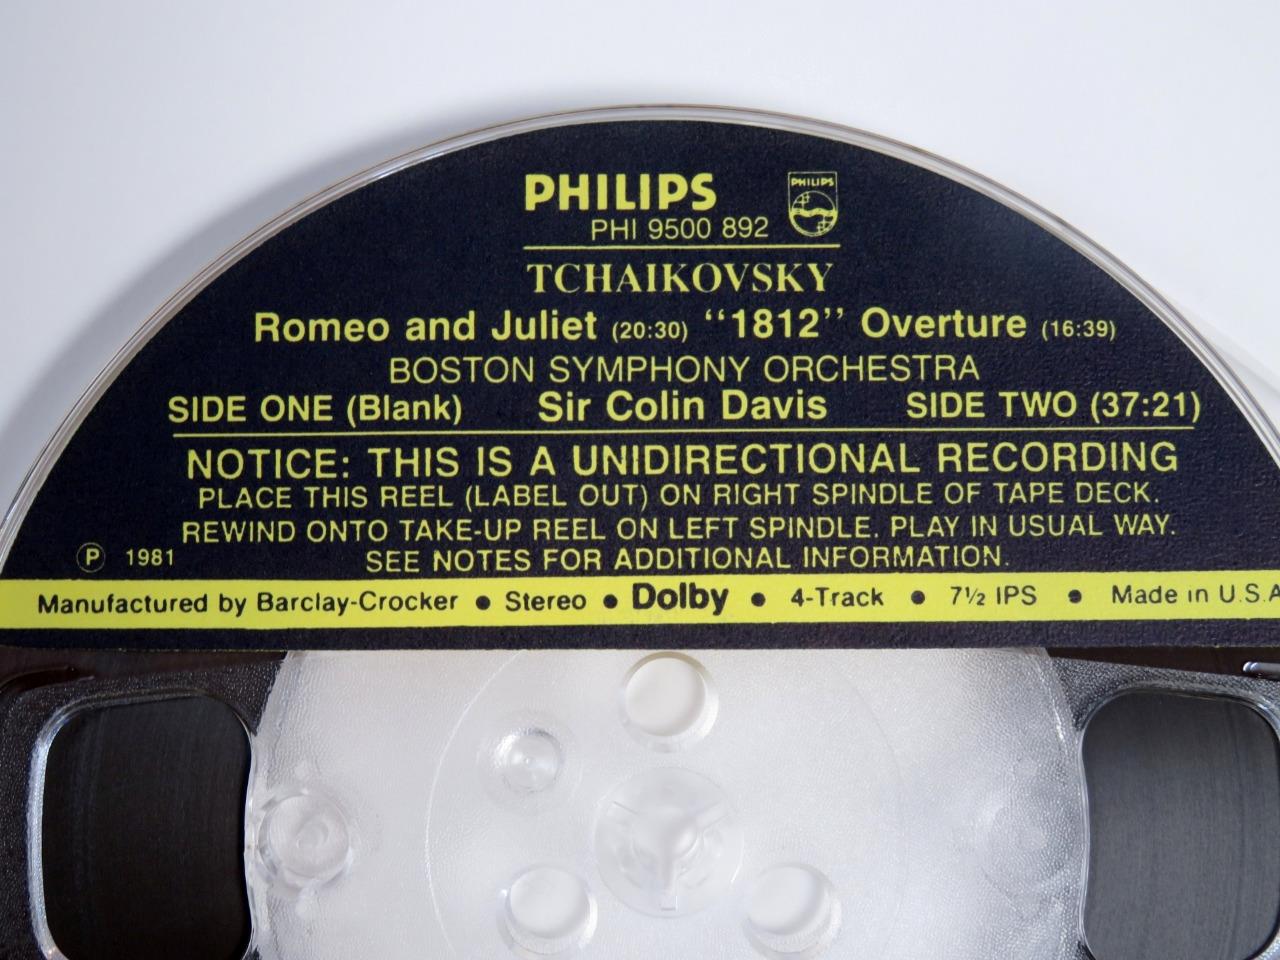 PHILIPS
PHILIPS
PHI 9500 892
TCHAIKOVSKY
Romeo and Juliet (20:30) “1812” Overture (16:39)
BOSTON SYMPHONY ORCHESTRA
SIDE ONE (Blank) Sir Colin Davis SIDE TWO (37:21)
NOTICE: THIS IS A UNIDIRECTIONAL RECORDING
PLACE THIS REEL (LABEL OUT) ON RIGHT SPINDLE OF TAPE DECK.
REWIND ONTO TAKE-UP REEL ON LEFT SPINDLE. PLAY IN USUAL WAY.
Ⓟ 1981 SEE NOTES FOR ADDITIONAL INFORMATION.
Manufactured by Barclay-Crocker • Stereo • Dolby • 4-Track • 7½ IPS • Made in U.S.A